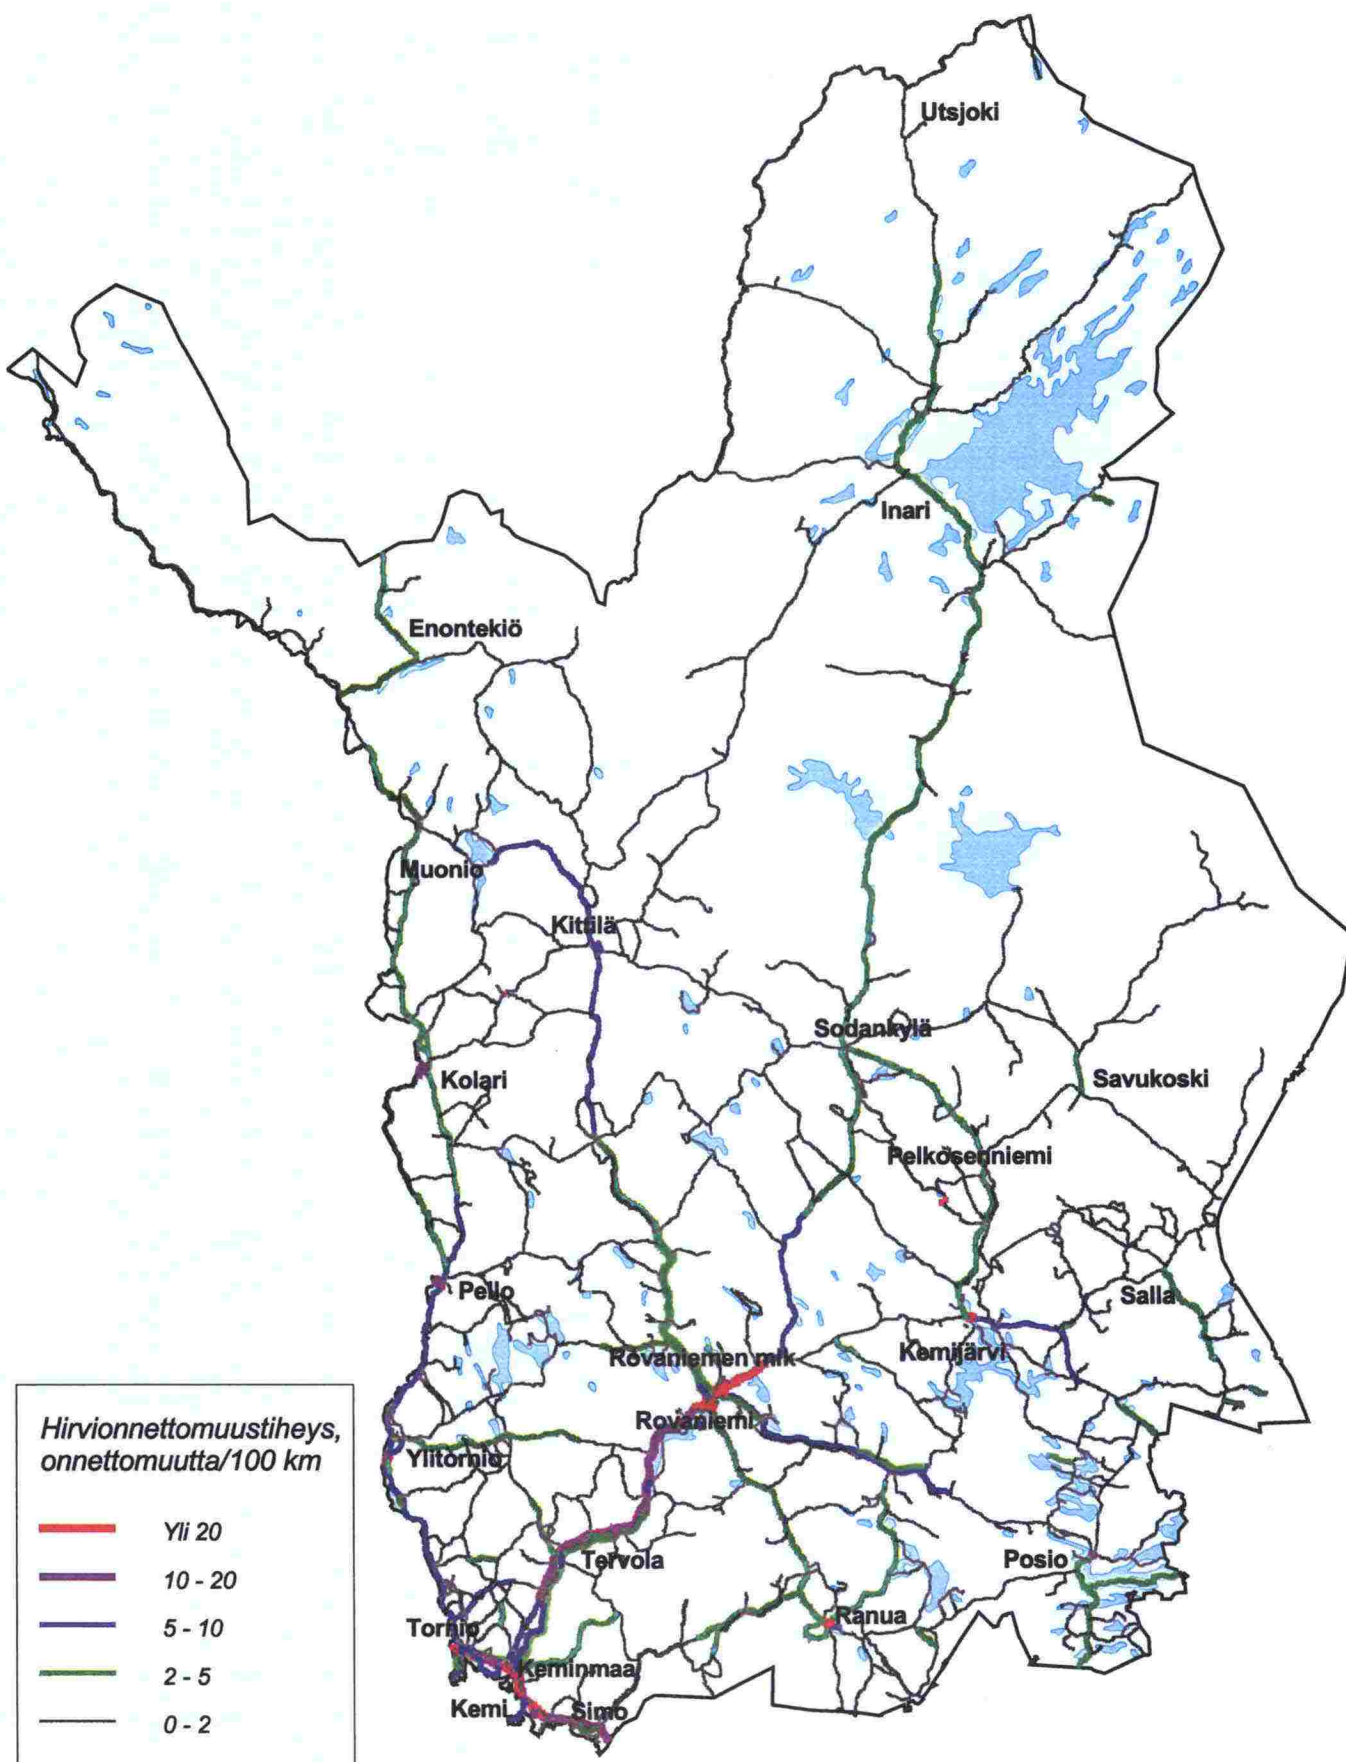 Utsjoki
Inari
Enontekiö
Muonio
Kittilä
Sodankylä
Kolari
Savukoski
Pelkosenniemi
Pello
Salla
Rovaniemen mlk
Kemijärvi
Rovaniemi
Ylitornio
Tervola
Posio
Ranua
Tornio
Keminmaa
Kemi
Simo
Hirvionnettomuustiheys,
onnettomuutta/100 km
Yli 20
10 - 20
5 - 10
2 - 5
0 - 2